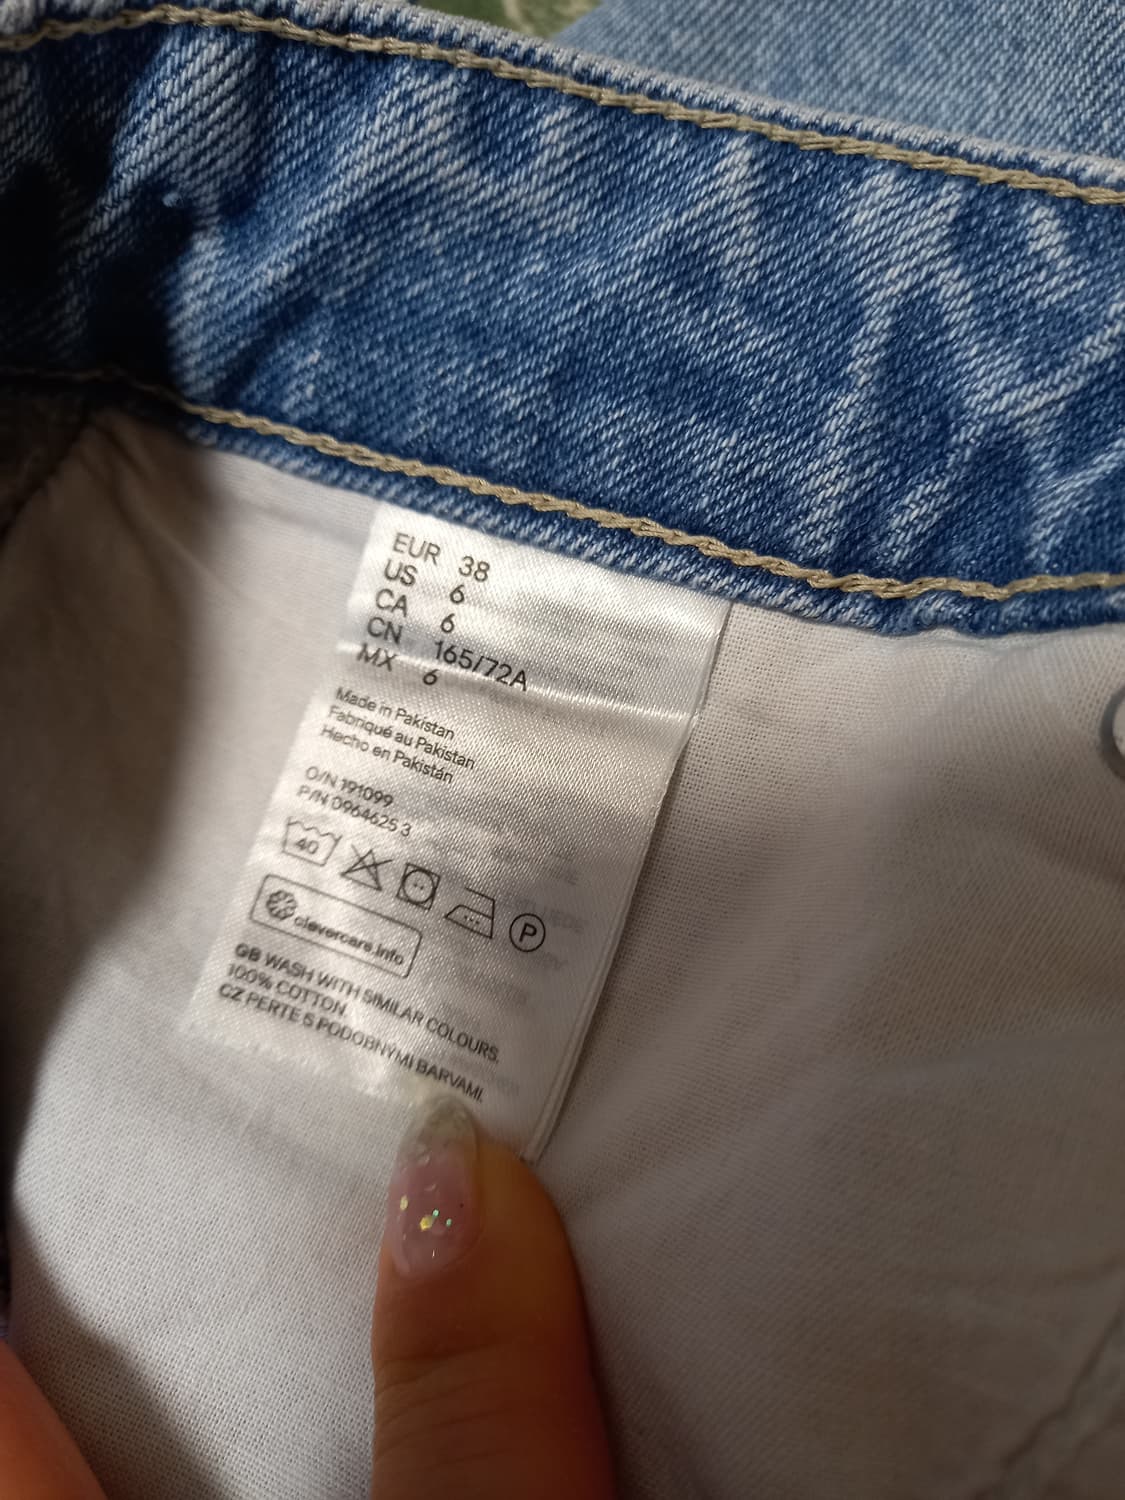 EUR 38
US 6
CA 6
CN 165/72A
MX 6
Made in Pakistan
Fabriqué au Pakistan
Hecho en Pakistán
O/N 191099
P/N 0964625 3
40
P
clevercare.info
GB WASH WITH SIMILAR COLOURS.
100% COTTON.
CZ PERTE S PODOBNÝMI BARVAMI.